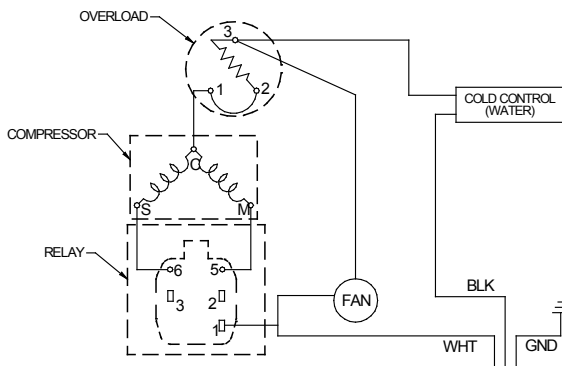 OVERLOAD
3
1
2
COLD CONTROL
(WATER)
COMPRESSOR
C
S
M
RELAY
6
5
3
2
1
FAN
BLK
WHT
GND